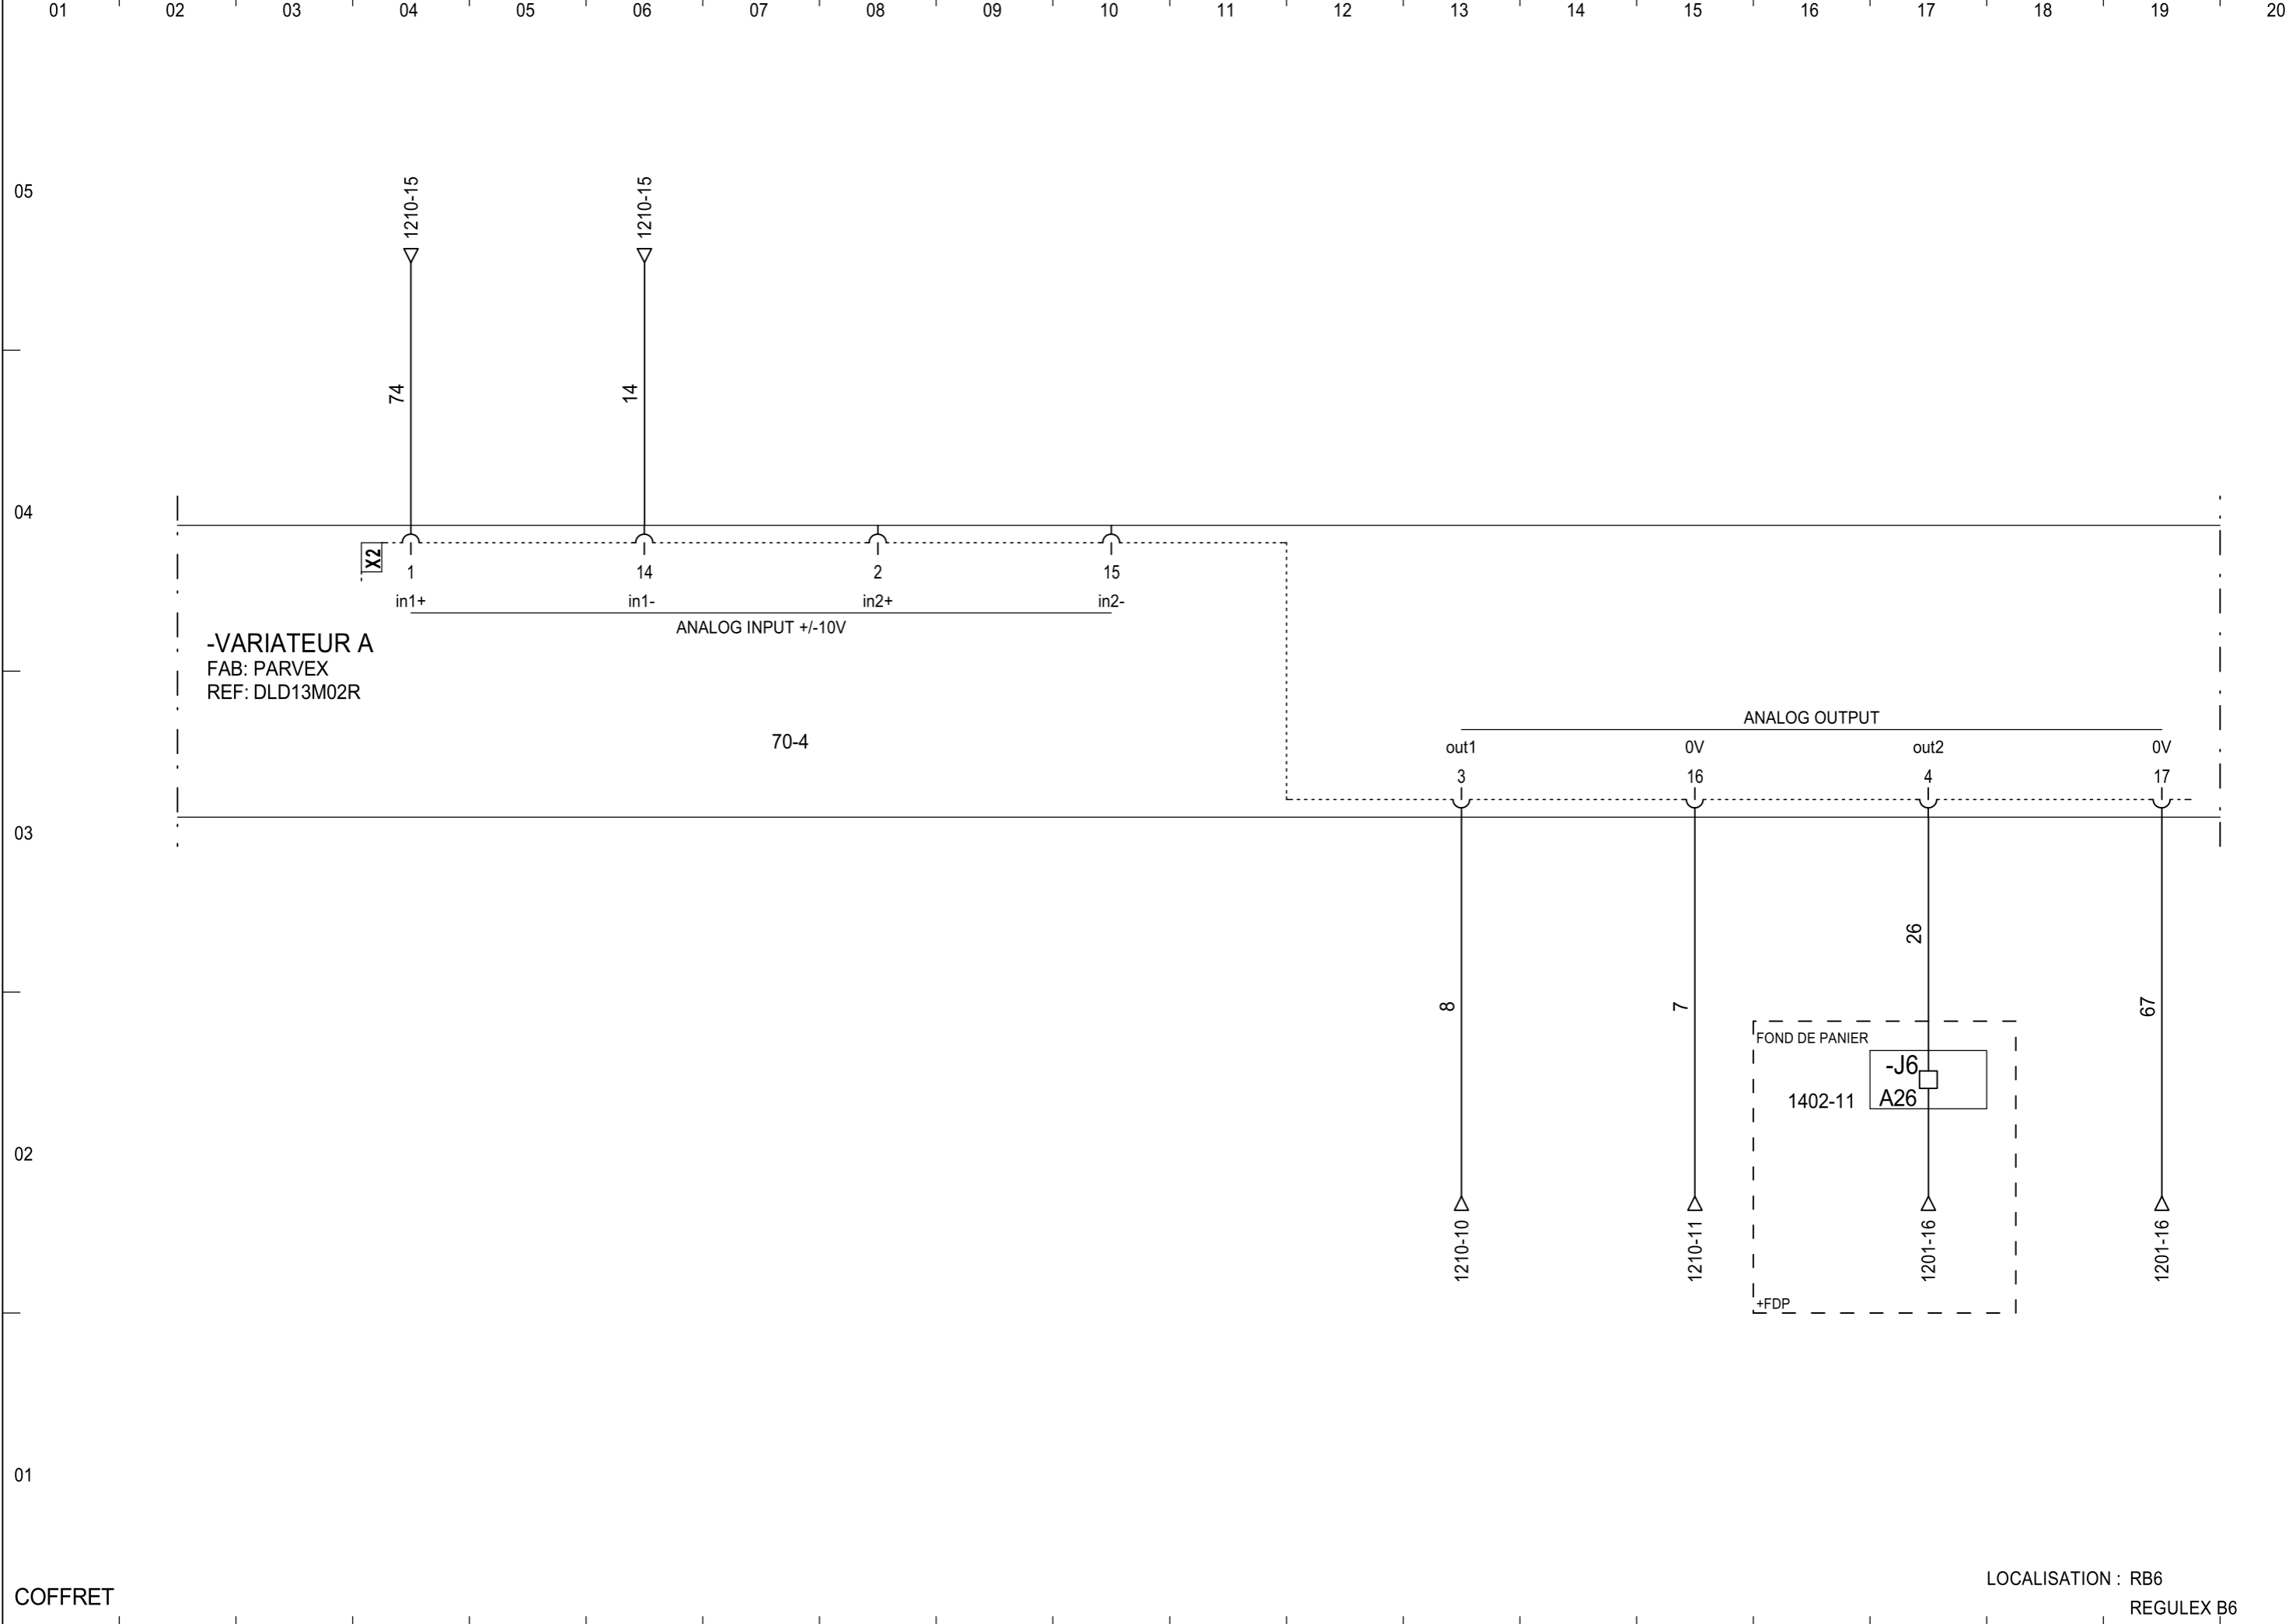 01 02 03 04 05 06 07 08 09 10 11 12 13 14 15 16 17 18 19 20
05
1210-15
1210-15
74
14
04
X2
1 14 2 15
in1+ in1- in2+ in2-
ANALOG INPUT +/-10V
-VARIATEUR A
FAB: PARVEX
REF: DLD13M02R
70-4
ANALOG OUTPUT
out1 0V out2 0V
3 16 4 17
03
8
7
26
67
FOND DE PANIER
-J6
1402-11 A26
02
1210-10
1210-11
1201-16
1201-16
+FDP
01
COFFRET
LOCALISATION : RB6
REGULEX B6